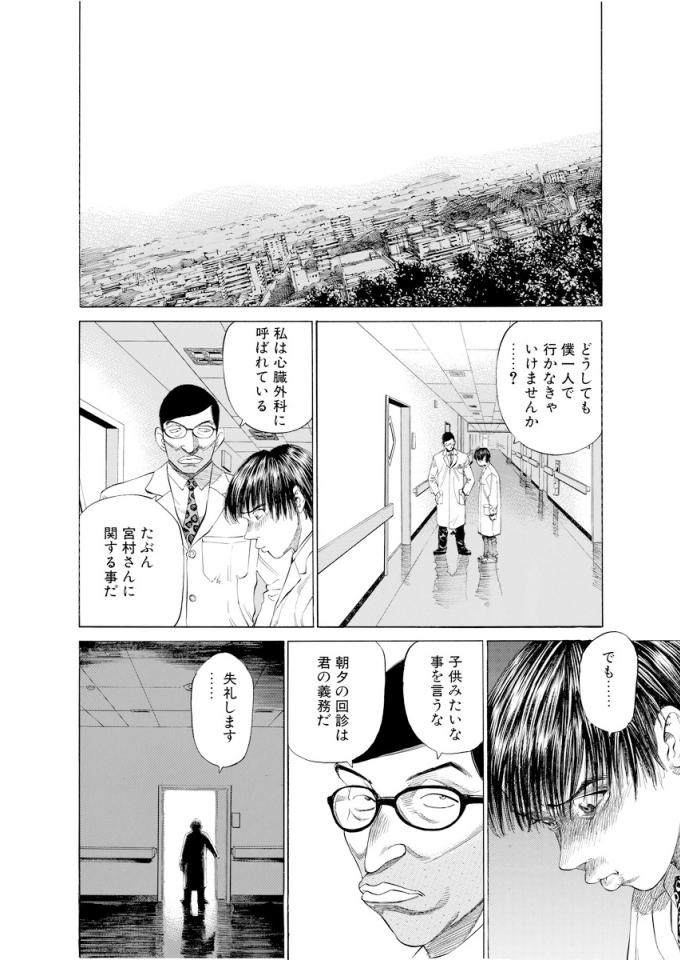 どうしても
僕一人で
行かなきゃ
いけませんか
……?
私は心臓外科に
呼ばれている
たぶん
宮村さんに
関する事だ
でも……
子供みたいな
事を言うな
朝夕の回診は
君の義務だ
失礼します
……